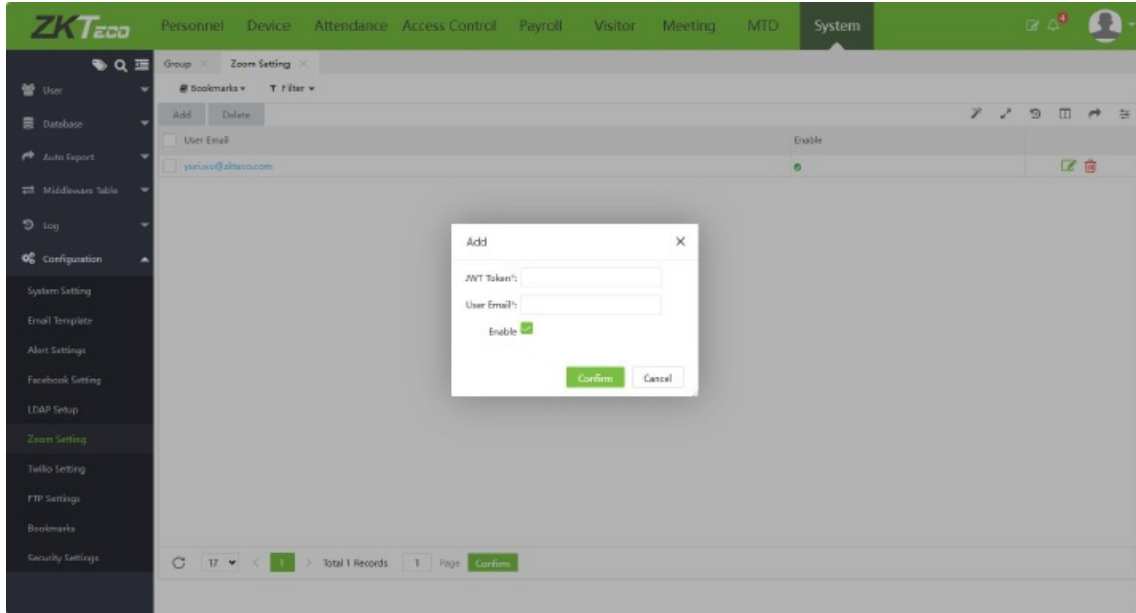 ZKTeco Personnel Device Attendance Access Control Payroll Visitor Meeting MTD System 4
Group × Zoom Setting ×
Bookmarks Filter
Add Delete
User Email Enable
User
Database
Auto Export
Middleware Table
Log
Configuration
System Setting
Email Template
Alert Settings
Facebook Setting
LDAP Setup
Zoom Setting
Twilio Setting
FTP Settings
Bookmarks
Security Settings
Add ×
JWT Token*:
User Email*:
Enable
Confirm Cancel
17 < 1 > Total 1 Records 1 Page Confirm